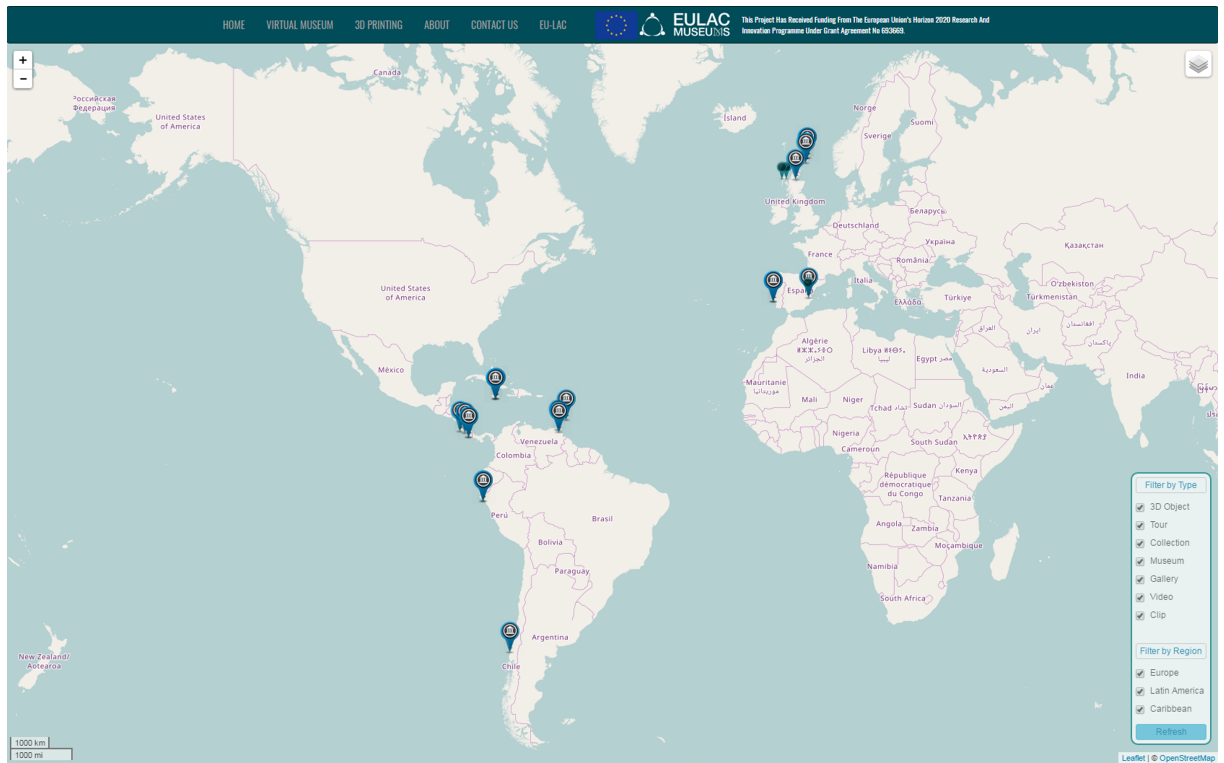 HOME VIRTUAL MUSEUM 3D PRINTING ABOUT CONTACT US EU-LAC
EULAC
MUSEUMS
This Project Has Received Funding From The European Union's Horizon 2020 Research And
Innovation Programme Under Grant Agreement No 693669.
+
−
Canada
Российская
Федерация
United States
of America
Ísland
Norge
Suomi
Sverige
United Kingdom
Беларусь
Deutschland
Україна
France
România
Қазақстан
Italia
España
Ελλάδα
Türkiye
O'zbekiston
Türkmenistan
United States
of America
العراق
ایران
افغانستان
پاکستان
Algérie
الجزائر
Libya
ليبيا
Egypt مصر
السعودية
عمان
India
México
Mauritanie
موريتانيا
Mali
Niger
Tchad تشاد
Sudan السودان
اليمن
Nigeria
South Sudan
Cameroun
Venezuela
Colombia
République
démocratique
du Congo
Kenya
Tanzania
Perú
Brasil
Angola
Zambia
Moçambique
Bolivia
Paraguay
Namibia
South Africa
Argentina
Chile
New Zealand/
Aotearoa
Filter by Type
3D Object
Tour
Collection
Museum
Gallery
Video
Clip
Filter by Region
Europe
Latin America
Caribbean
Refresh
1000 km
1000 mi
Leaflet | © OpenStreetMap